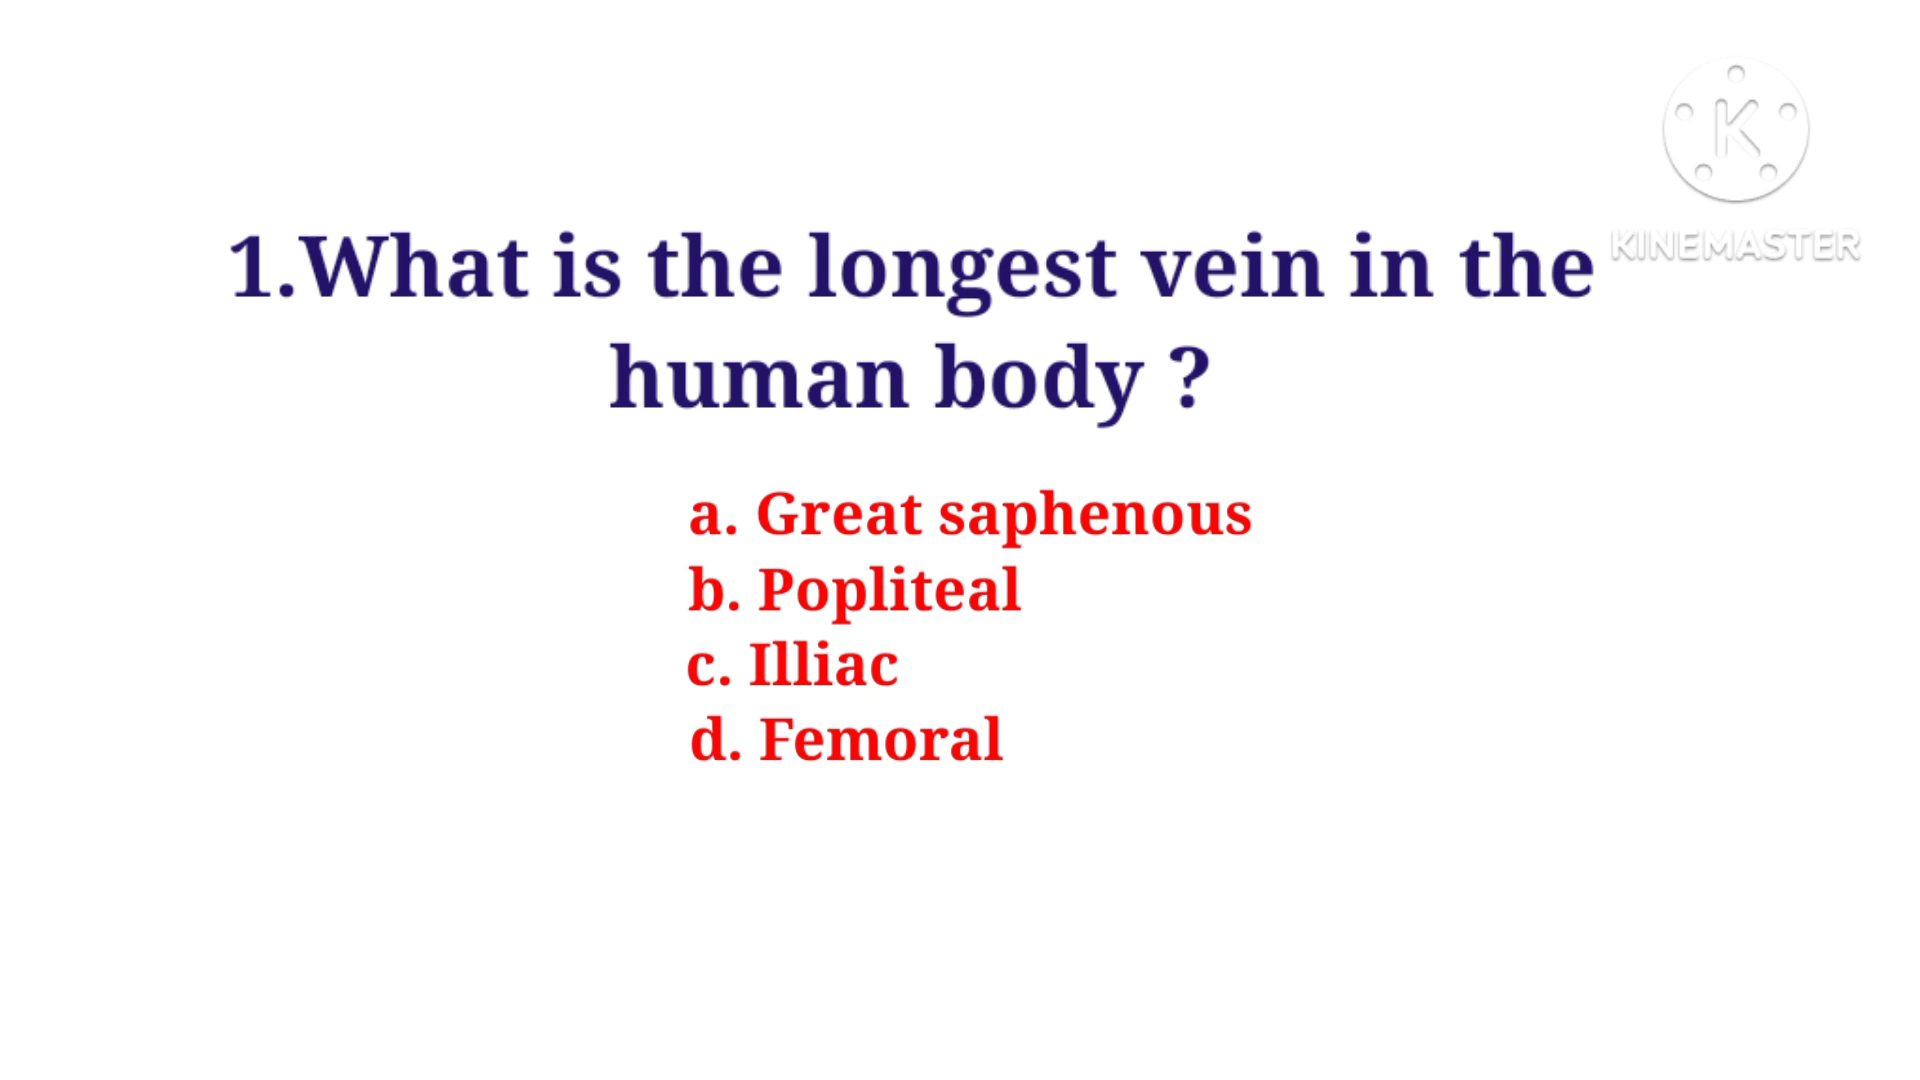 K
KINEMASTER
1.What is the longest vein in the
human body ?
a. Great saphenous
b. Popliteal
c. Illiac
d. Femoral